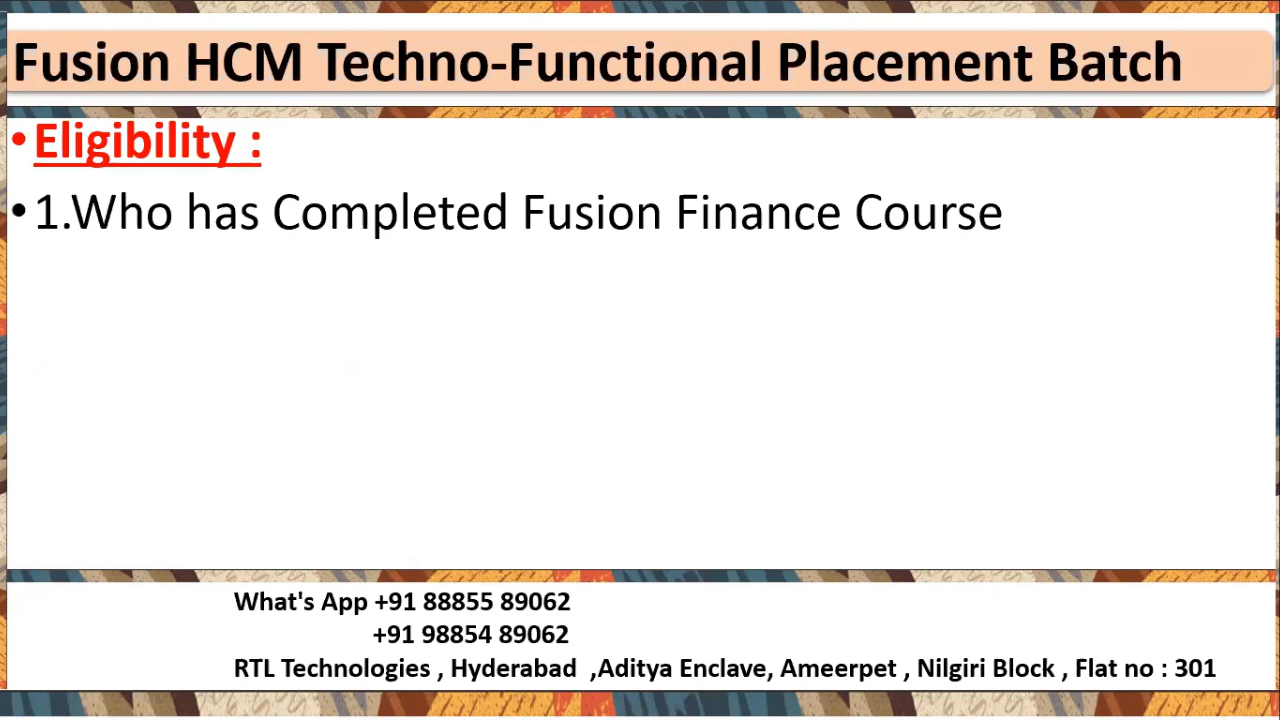 Fusion HCM Techno-Functional Placement Batch
•Eligibility :
•1.Who has Completed Fusion Finance Course
What's App +91 88855 89062
+91 98854 89062
RTL Technologies , Hyderabad ,Aditya Enclave, Ameerpet , Nilgiri Block , Flat no : 301